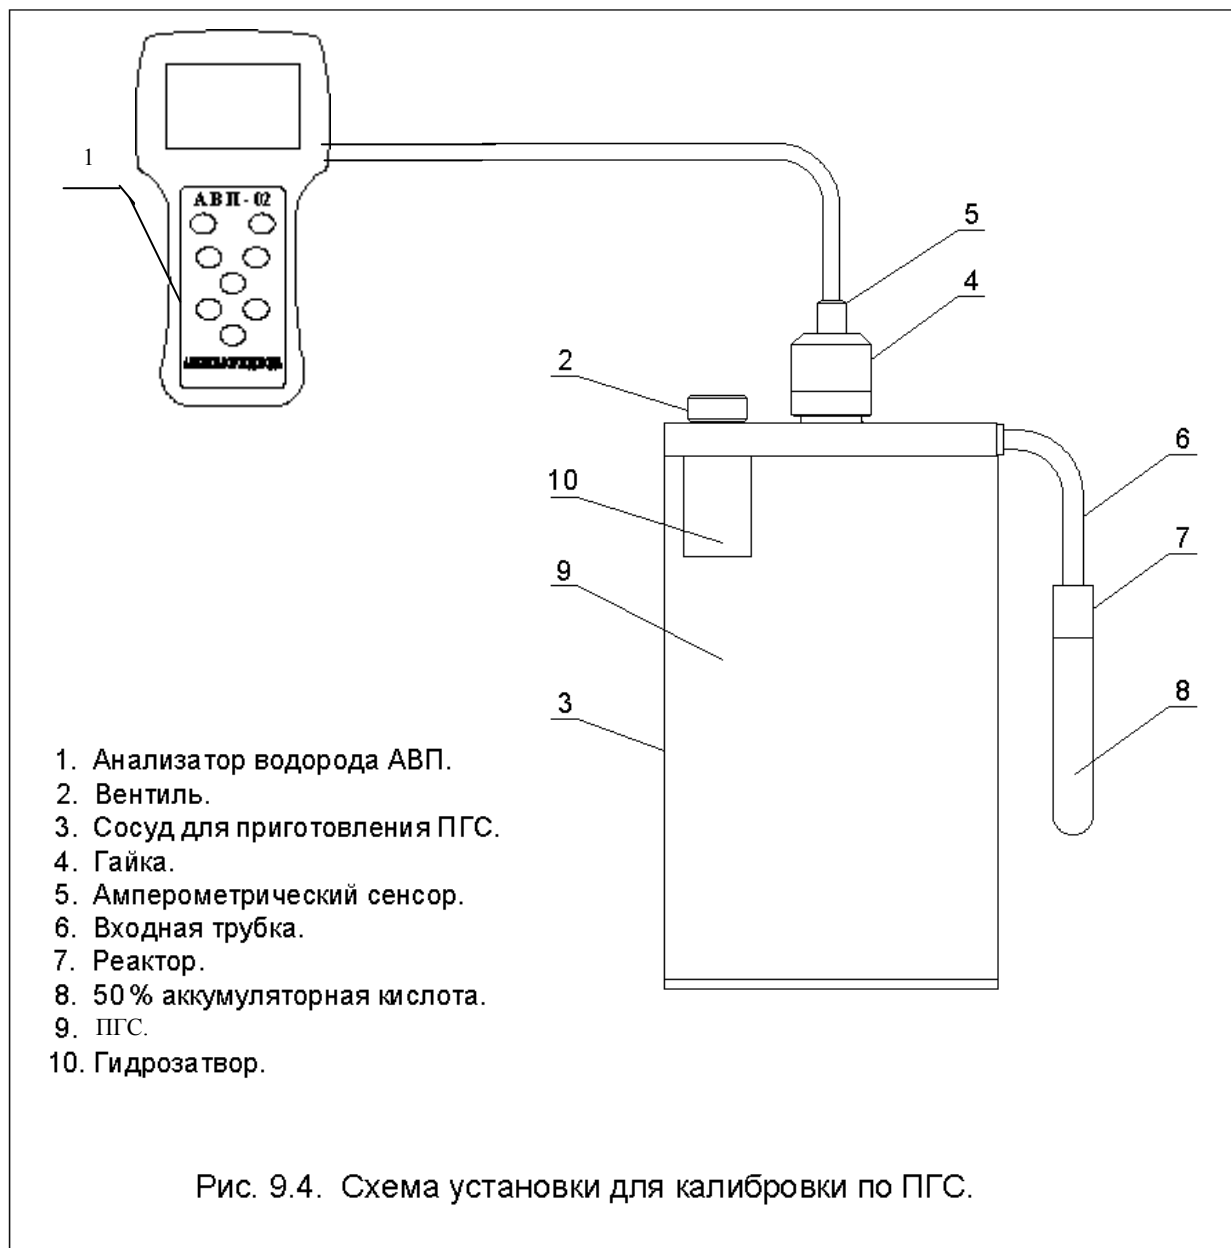 1
АВП-02
5
4
2
6
10
7
9
3
8
1. Анализатор водорода АВП.
2. Вентиль.
3. Сосуд для приготовления ПГС.
4. Гайка.
5. Амперометрический сенсор.
6. Входная трубка.
7. Реактор.
8. 50% аккумуляторная кислота.
9. ПГС.
10. Гидрозатвор.
Рис. 9.4. Схема установки для калибровки по ПГС.